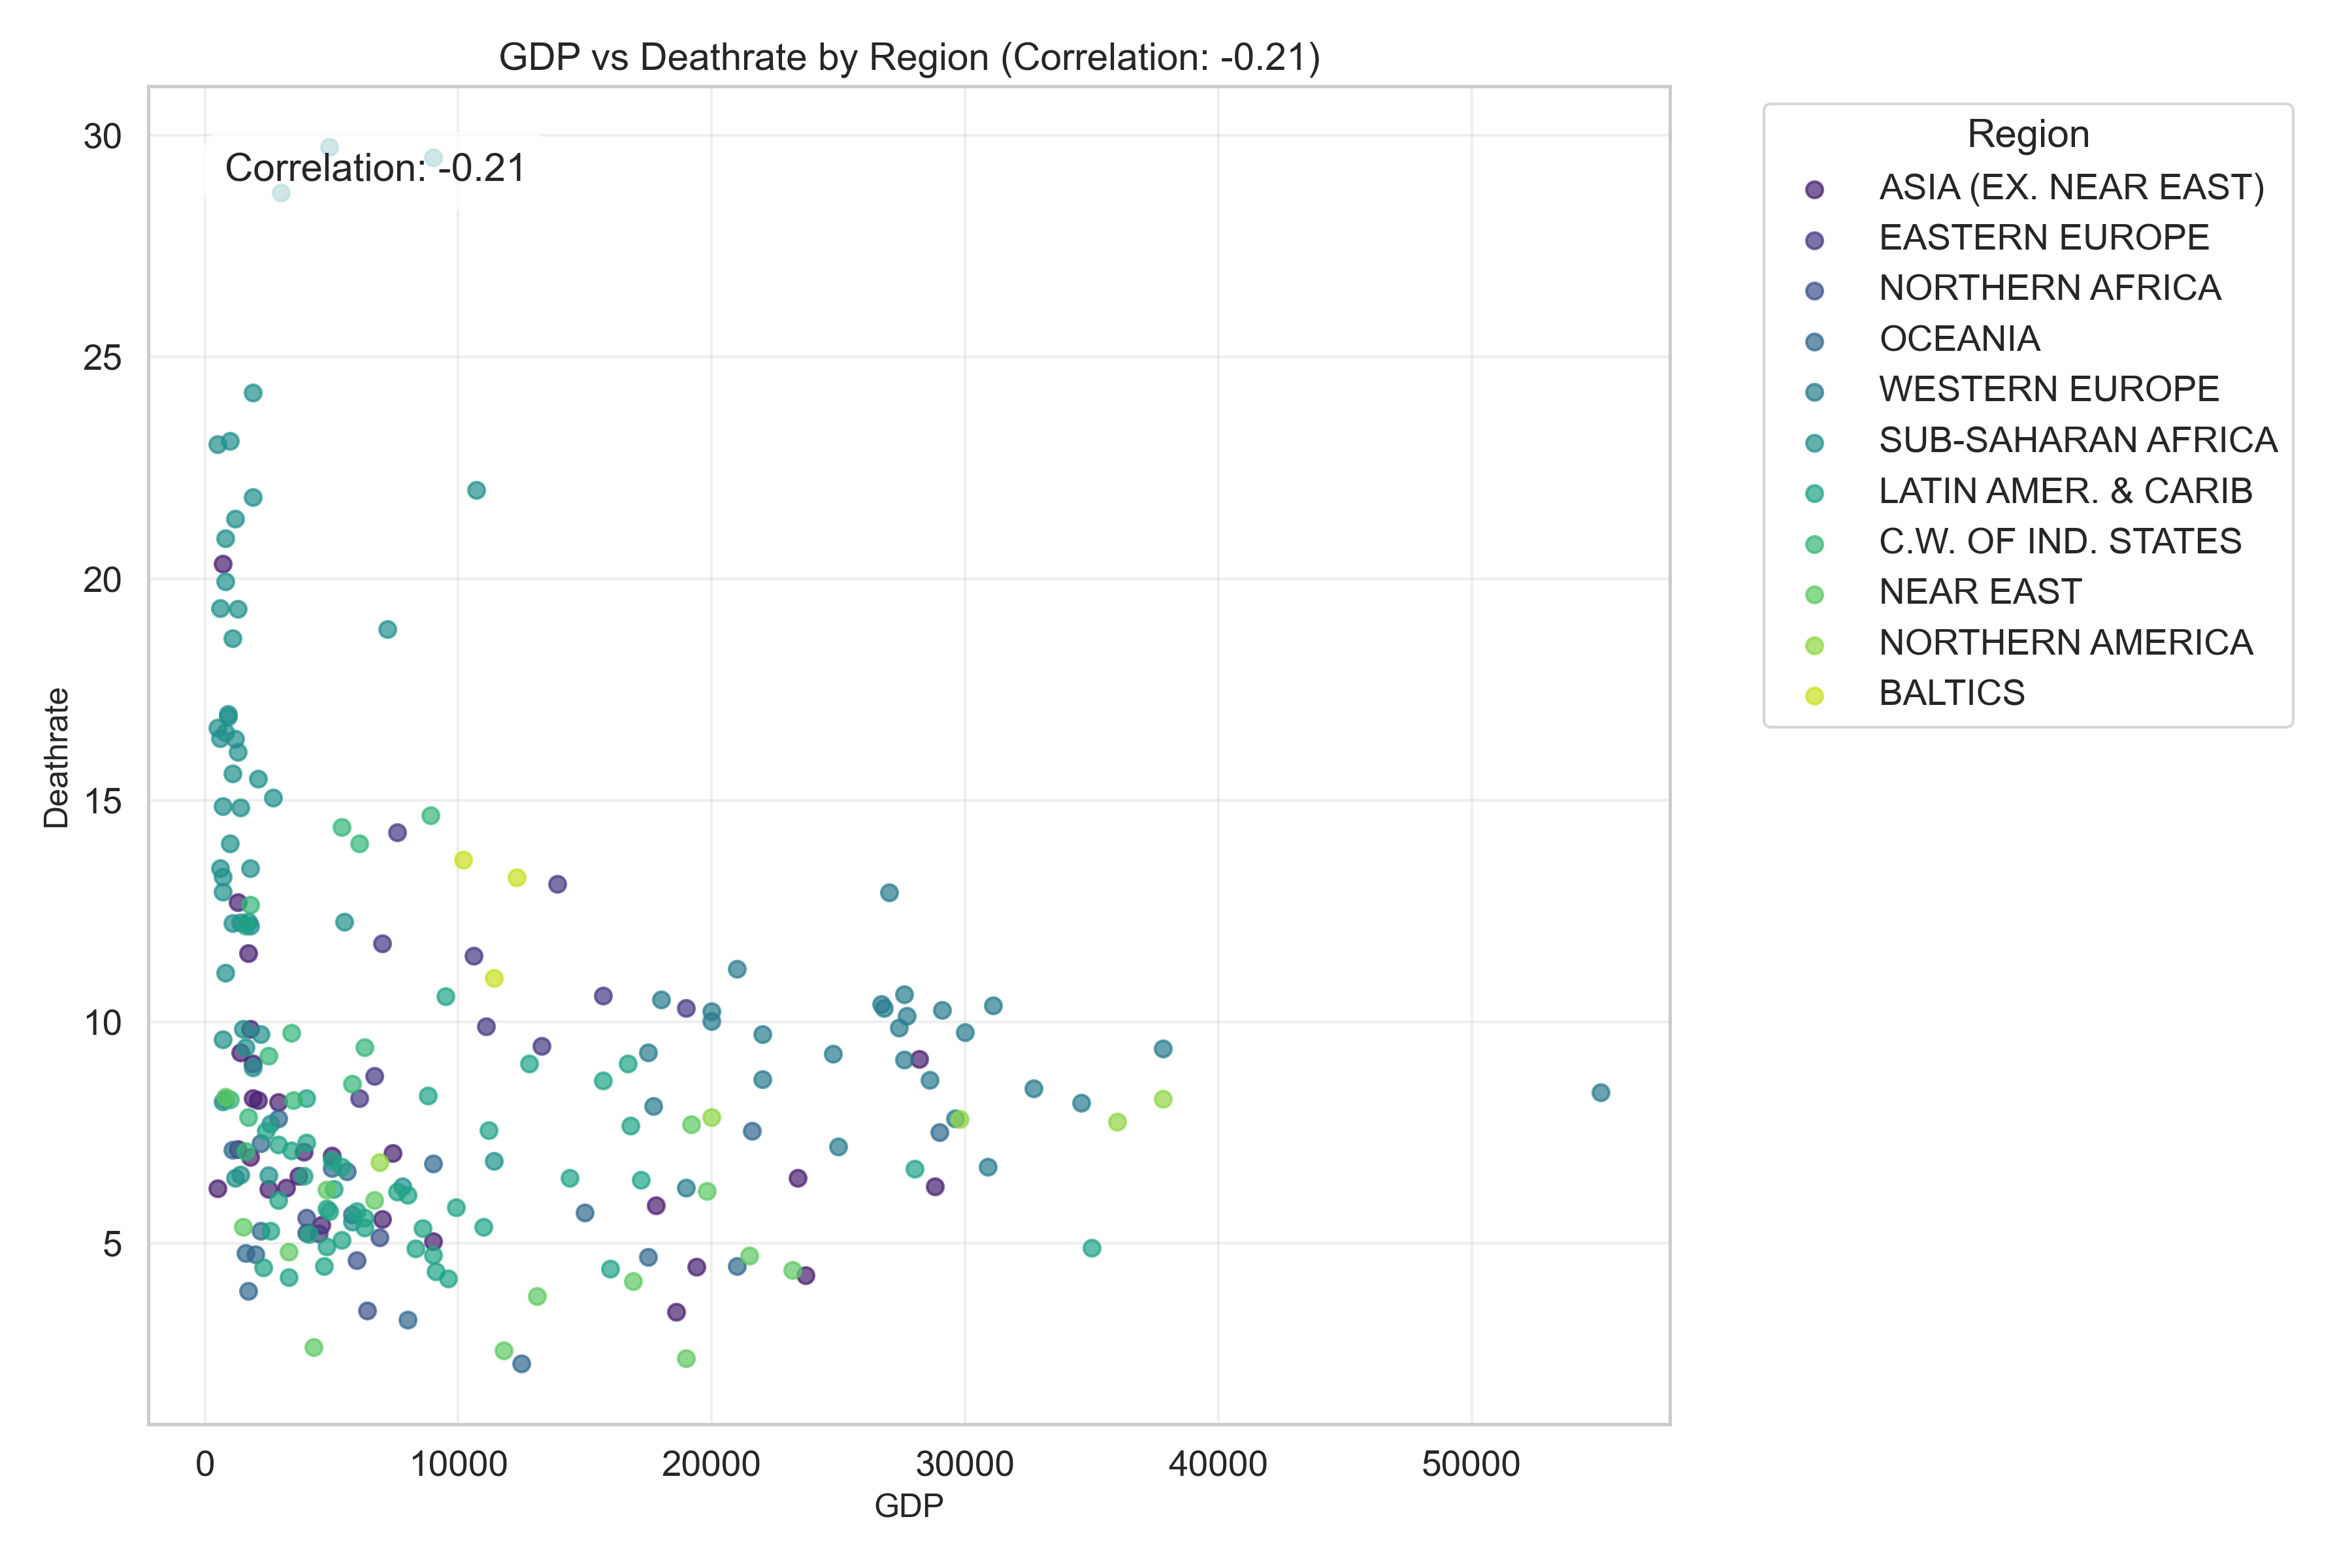 GDP vs Deathrate by Region (Correlation: -0.21)
Correlation: -0.21
30
25
20
15
10
5
Deathrate
0 10000 20000 30000 40000 50000
GDP
Region
ASIA (EX. NEAR EAST)
EASTERN EUROPE
NORTHERN AFRICA
OCEANIA
WESTERN EUROPE
SUB-SAHARAN AFRICA
LATIN AMER. & CARIB
C.W. OF IND. STATES
NEAR EAST
NORTHERN AMERICA
BALTICS